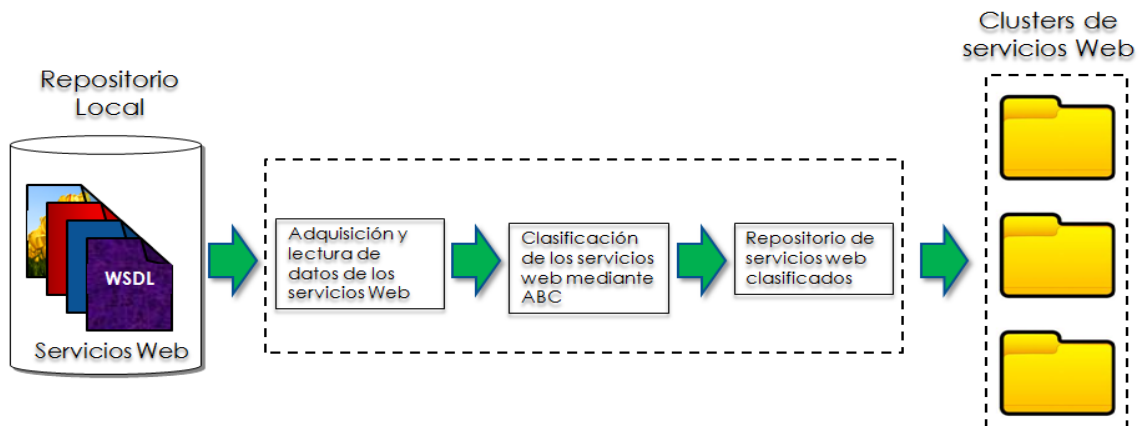 Repositorio
Local
WSDL
Servicios Web
Adquisición y
lectura de
datos de los
servicios Web
Clasificación
de los servicios
web mediante
ABC
Repositorio de
servicios web
clasificados
Clusters de
servicios Web